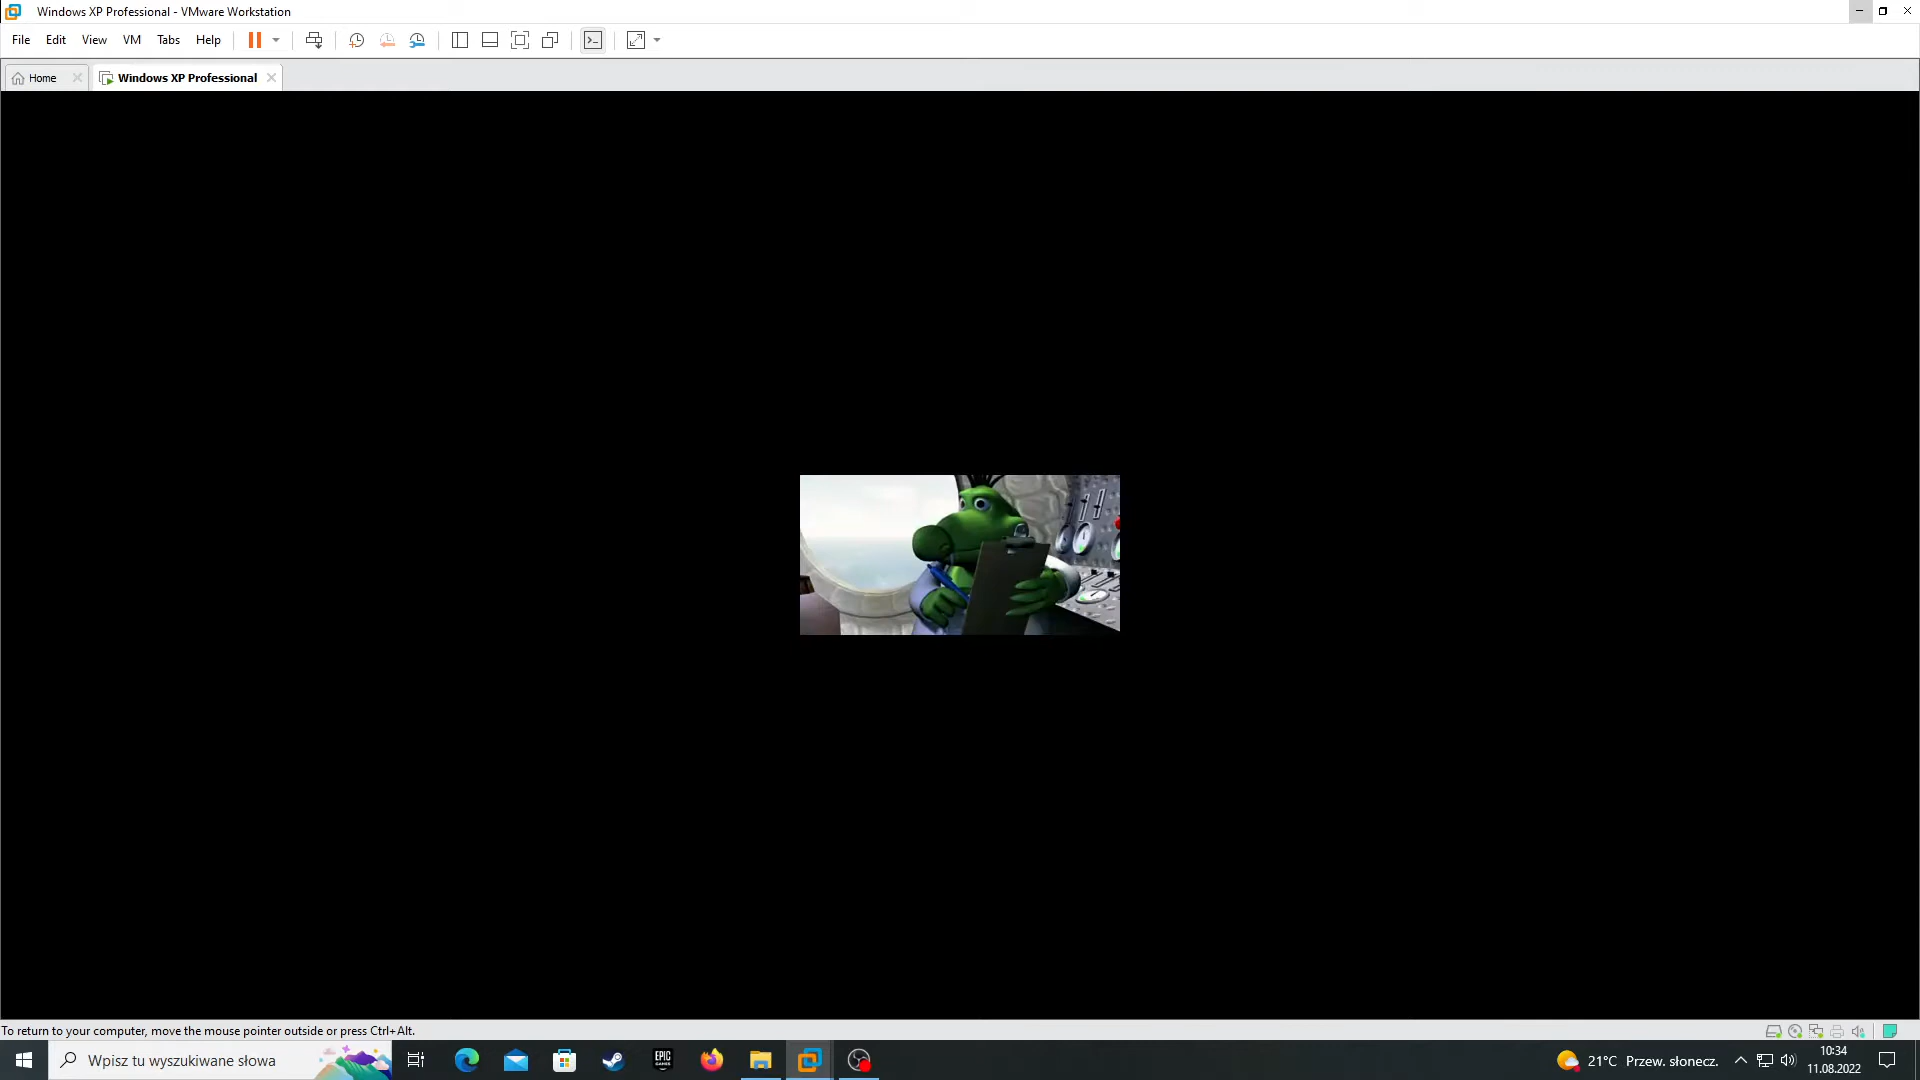 Windows XP Professional - VMware Workstation
File Edit View VM Tabs Help
Home Windows XP Professional
To return to your computer, move the mouse pointer outside or press Ctrl+Alt.
Wpisz tu wyszukiwane słowa EPIC GAMES 21°C Przew. słonecz. 10:34
11.08.2022